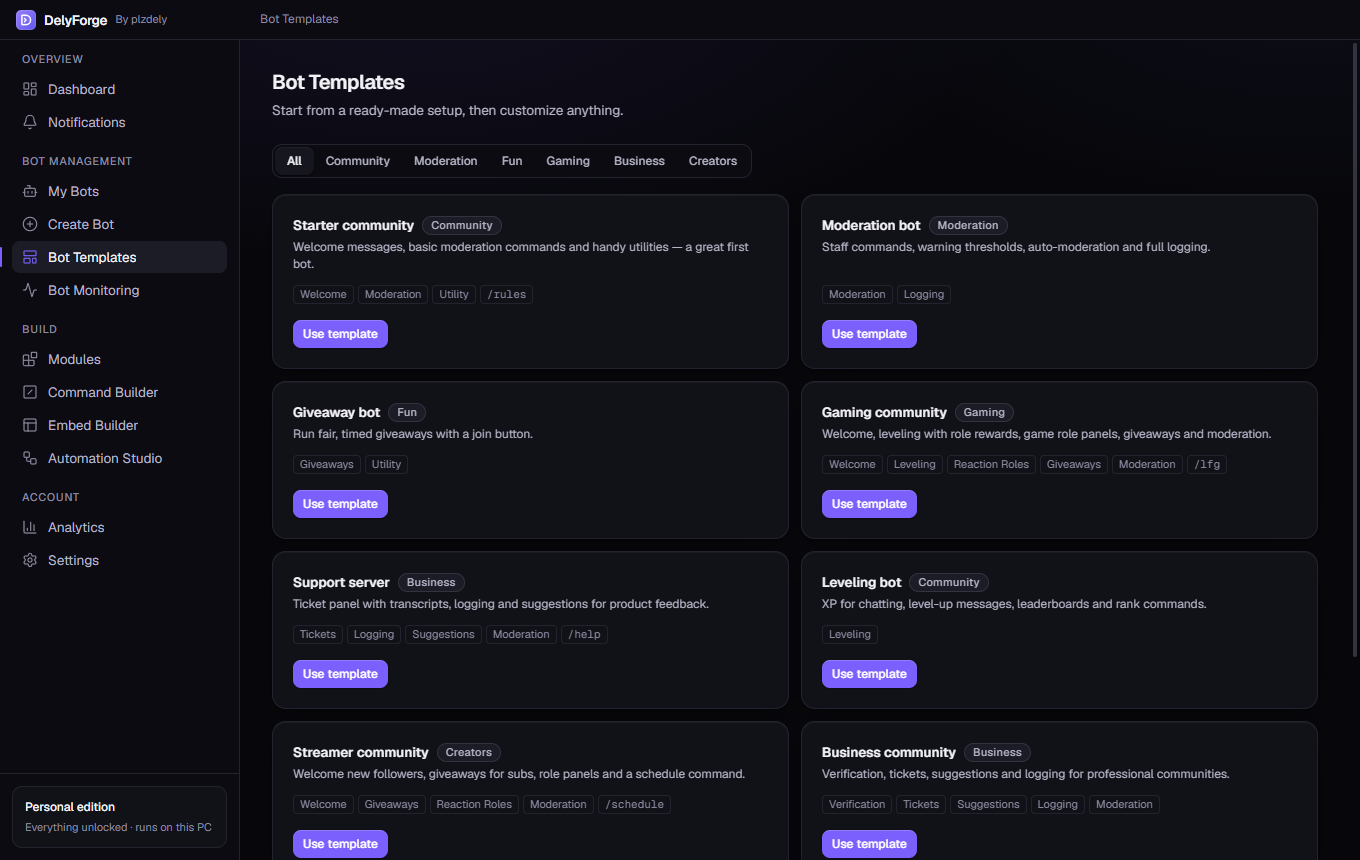 DelyForge By plzdely
Bot Templates
OVERVIEW
Dashboard
Notifications
BOT MANAGEMENT
My Bots
Create Bot
Bot Templates
Bot Monitoring
BUILD
Modules
Command Builder
Embed Builder
Automation Studio
ACCOUNT
Analytics
Settings
Personal edition
Everything unlocked · runs on this PC
Bot Templates
Start from a ready-made setup, then customize anything.
All Community Moderation Fun Gaming Business Creators
Starter community Community
Welcome messages, basic moderation commands and handy utilities — a great first
bot.
Welcome Moderation Utility /rules
Use template
Moderation bot Moderation
Staff commands, warning thresholds, auto-moderation and full logging.
Moderation Logging
Use template
Giveaway bot Fun
Run fair, timed giveaways with a join button.
Giveaways Utility
Use template
Gaming community Gaming
Welcome, leveling with role rewards, game role panels, giveaways and moderation.
Welcome Leveling Reaction Roles Giveaways Moderation /lfg
Use template
Support server Business
Ticket panel with transcripts, logging and suggestions for product feedback.
Tickets Logging Suggestions Moderation /help
Use template
Leveling bot Community
XP for chatting, level-up messages, leaderboards and rank commands.
Leveling
Use template
Streamer community Creators
Welcome new followers, giveaways for subs, role panels and a schedule command.
Welcome Giveaways Reaction Roles Moderation /schedule
Use template
Business community Business
Verification, tickets, suggestions and logging for professional communities.
Verification Tickets Suggestions Logging Moderation
Use template